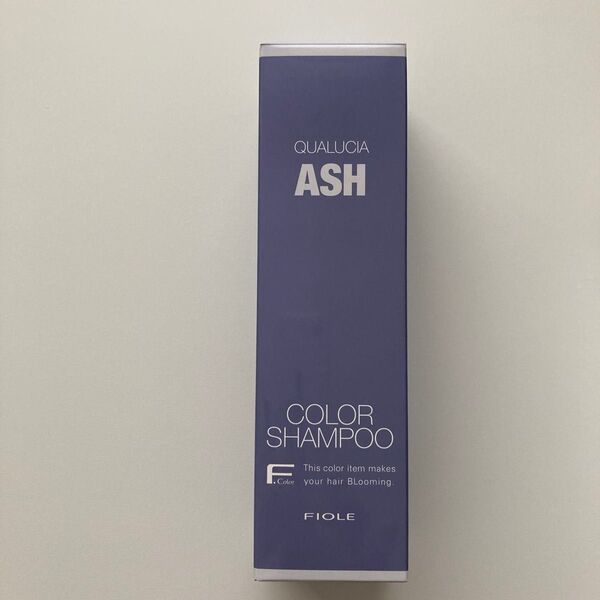 QUALUCIA
ASH
COLOR
SHAMPOO
F.Color
This color item makes
your hair BLooming.
FIOLE